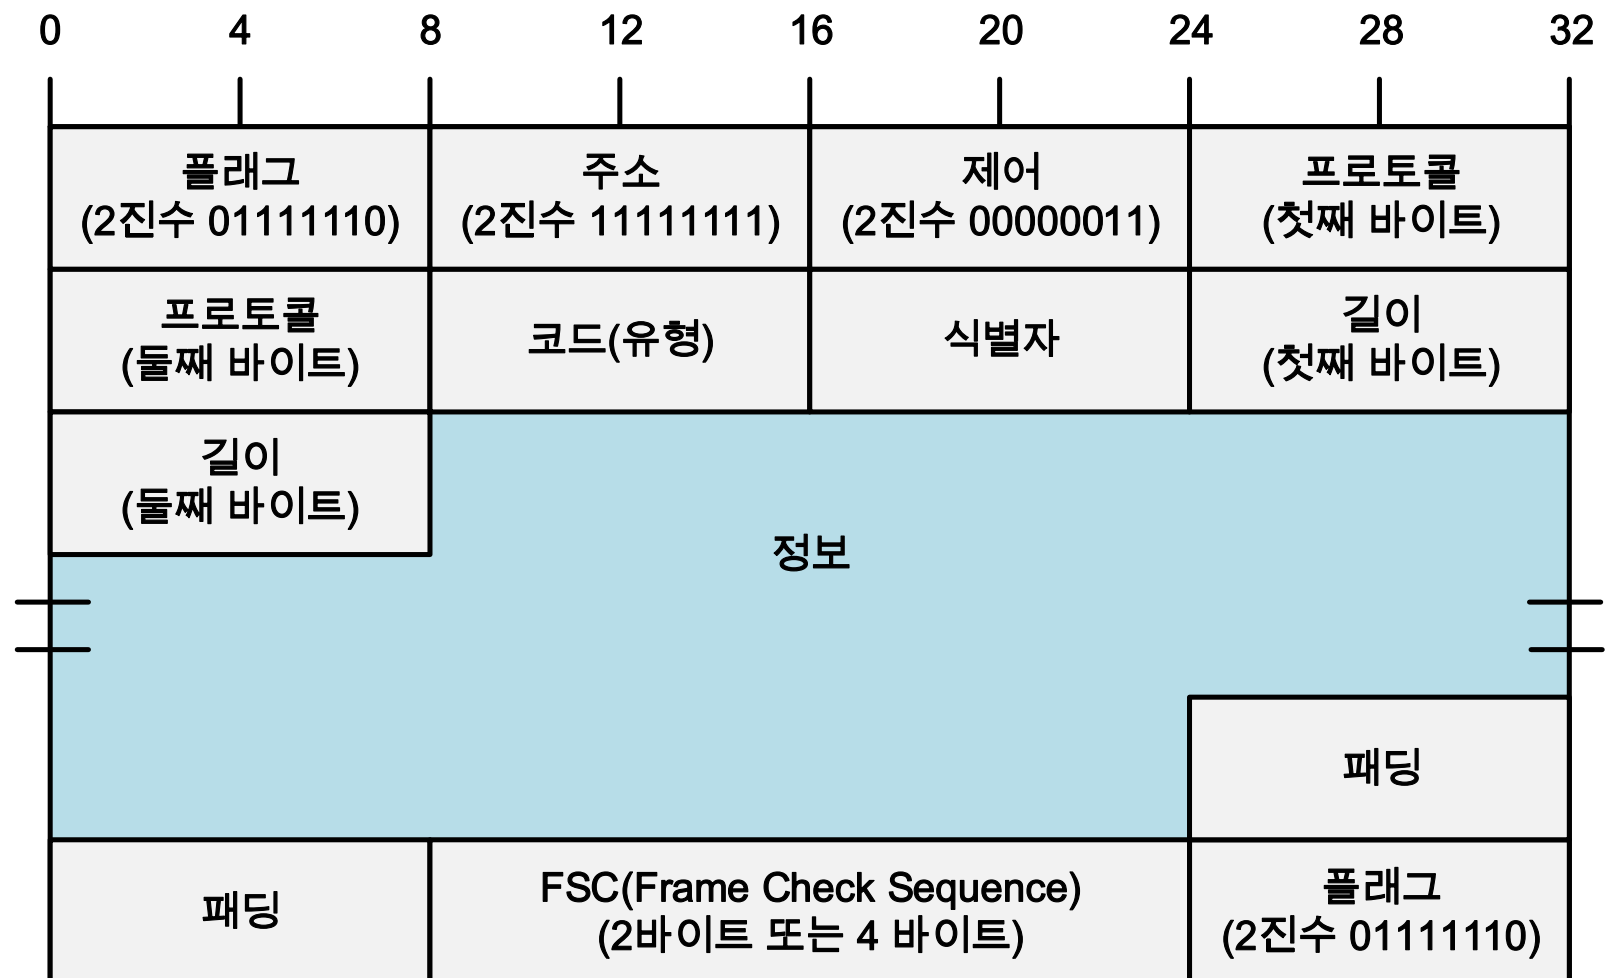 0 4 8 12 16 20 24 28 32
플래그
(2진수 01111110)
주소
(2진수 11111111)
제어
(2진수 00000011)
프로토콜
(첫째 바이트)
프로토콜
(둘째 바이트)
코드(유형)
식별자
길이
(첫째 바이트)
길이
(둘째 바이트)
정보
패딩
패딩
FSC(Frame Check Sequence)
(2바이트 또는 4 바이트)
플래그
(2진수 01111110)